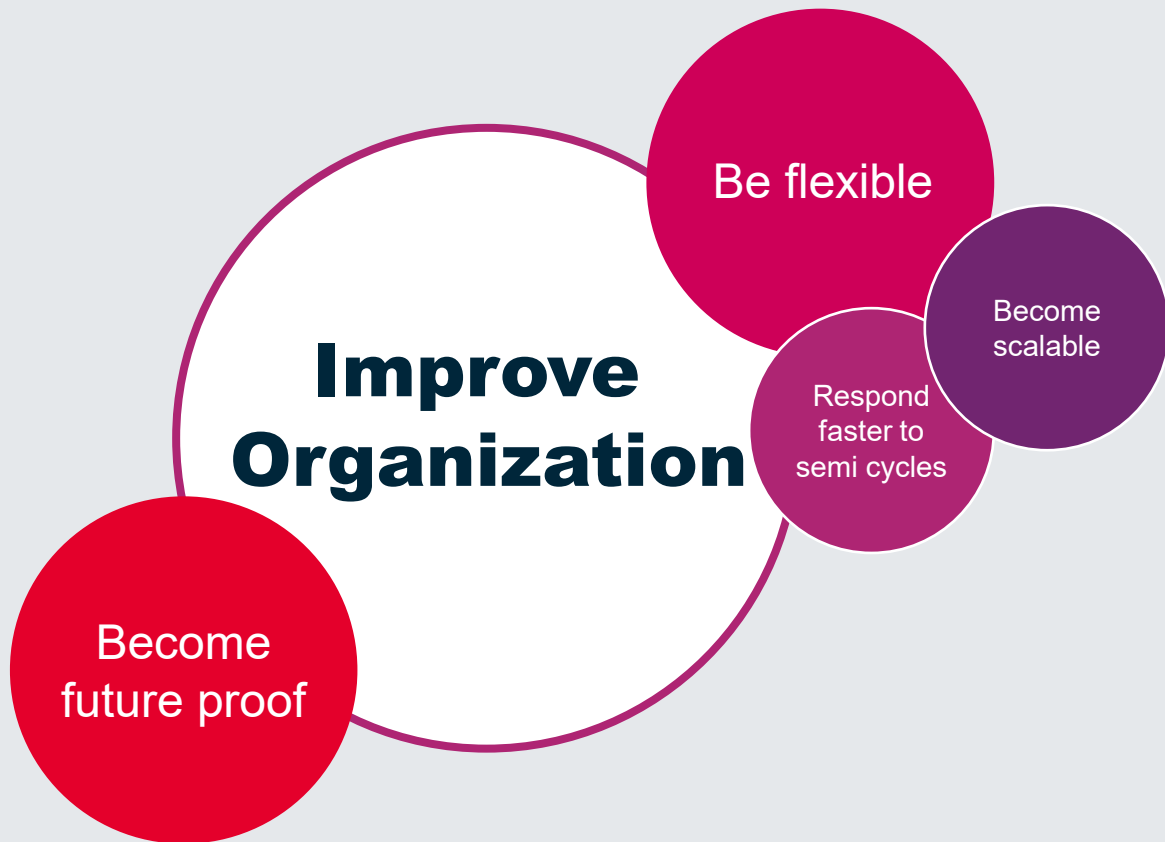 Improve
Organization
Be flexible
Become
scalable
Respond
faster to
semi cycles
Become
future proof